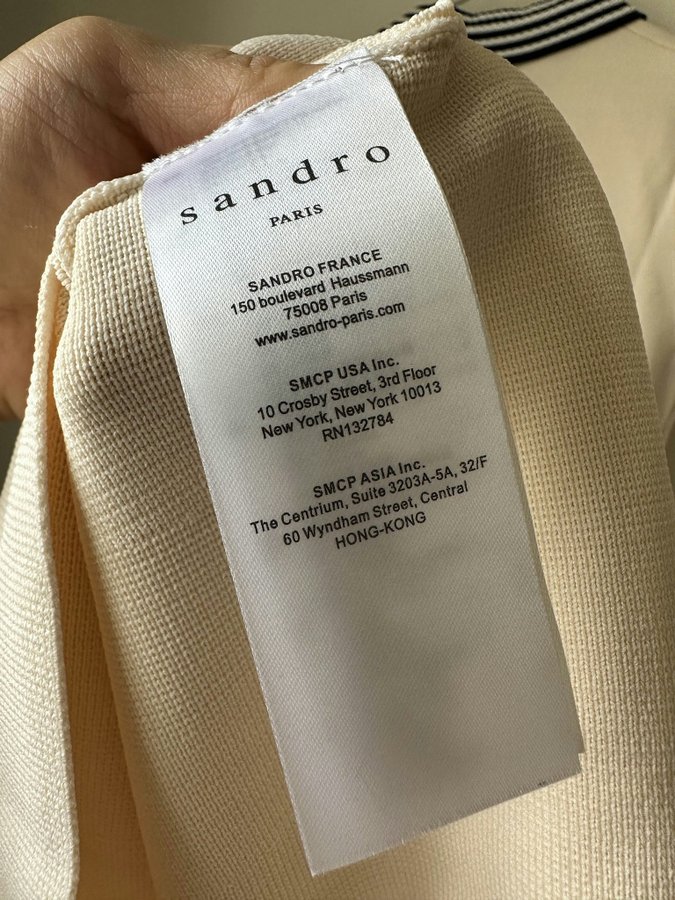 sandro
PARIS
SANDRO FRANCE
150 boulevard Haussmann
75008 Paris
www.sandro-paris.com
SMCP USA Inc.
10 Crosby Street, 3rd Floor
New York, New York 10013
RN132784
SMCP ASIA Inc.
The Centrium, Suite 3203A-5A, 32/F
60 Wyndham Street, Central
HONG-KONG